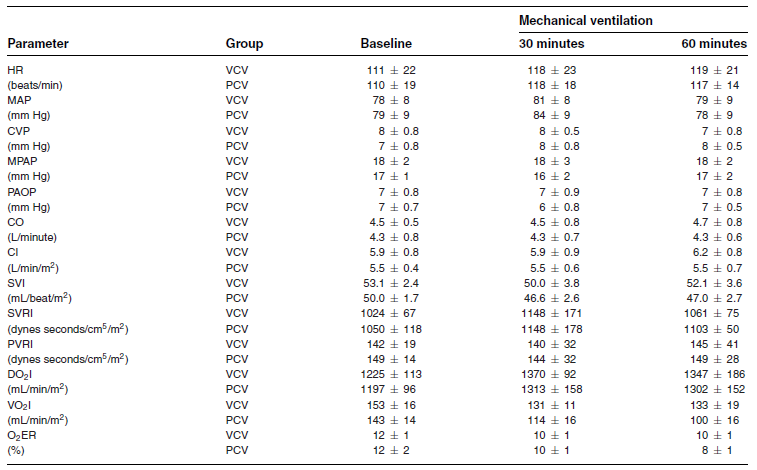 Mechanical ventilation
Parameter Group Baseline 30 minutes 60 minutes
HR VCV 111 ± 22 118 ± 23 119 ± 21
(beats/min) PCV 110 ± 19 118 ± 18 117 ± 14
MAP VCV 78 ± 8 81 ± 8 79 ± 9
(mm Hg) PCV 79 ± 9 84 ± 9 78 ± 9
CVP VCV 8 ± 0.8 8 ± 0.5 7 ± 0.8
(mm Hg) PCV 7 ± 0.8 8 ± 0.8 8 ± 0.5
MPAP VCV 18 ± 2 18 ± 3 18 ± 2
(mm Hg) PCV 17 ± 1 16 ± 2 17 ± 2
PAOP VCV 7 ± 0.8 7 ± 0.9 7 ± 0.8
(mm Hg) PCV 7 ± 0.7 6 ± 0.8 7 ± 0.5
CO VCV 4.5 ± 0.5 4.5 ± 0.8 4.7 ± 0.8
(L/minute) PCV 4.3 ± 0.8 4.3 ± 0.7 4.3 ± 0.6
CI VCV 5.9 ± 0.8 5.9 ± 0.9 6.2 ± 0.8
(L/min/m²) PCV 5.5 ± 0.4 5.5 ± 0.6 5.5 ± 0.7
SVI VCV 53.1 ± 2.4 50.0 ± 3.8 52.1 ± 3.6
(mL/beat/m²) PCV 50.0 ± 1.7 46.6 ± 2.6 47.0 ± 2.7
SVRI VCV 1024 ± 67 1148 ± 171 1061 ± 75
(dynes seconds/cm⁵/m²) PCV 1050 ± 118 1148 ± 178 1103 ± 50
PVRI VCV 142 ± 19 140 ± 32 145 ± 41
(dynes seconds/cm⁵/m²) PCV 149 ± 14 144 ± 32 149 ± 28
DO₂I VCV 1225 ± 113 1370 ± 92 1347 ± 186
(mL/min/m²) PCV 1197 ± 96 1313 ± 158 1302 ± 152
VO₂I VCV 153 ± 16 131 ± 11 133 ± 19
(mL/min/m²) PCV 143 ± 14 114 ± 16 100 ± 16
O₂ER VCV 12 ± 1 10 ± 1 10 ± 1
(%) PCV 12 ± 2 10 ± 1 8 ± 1